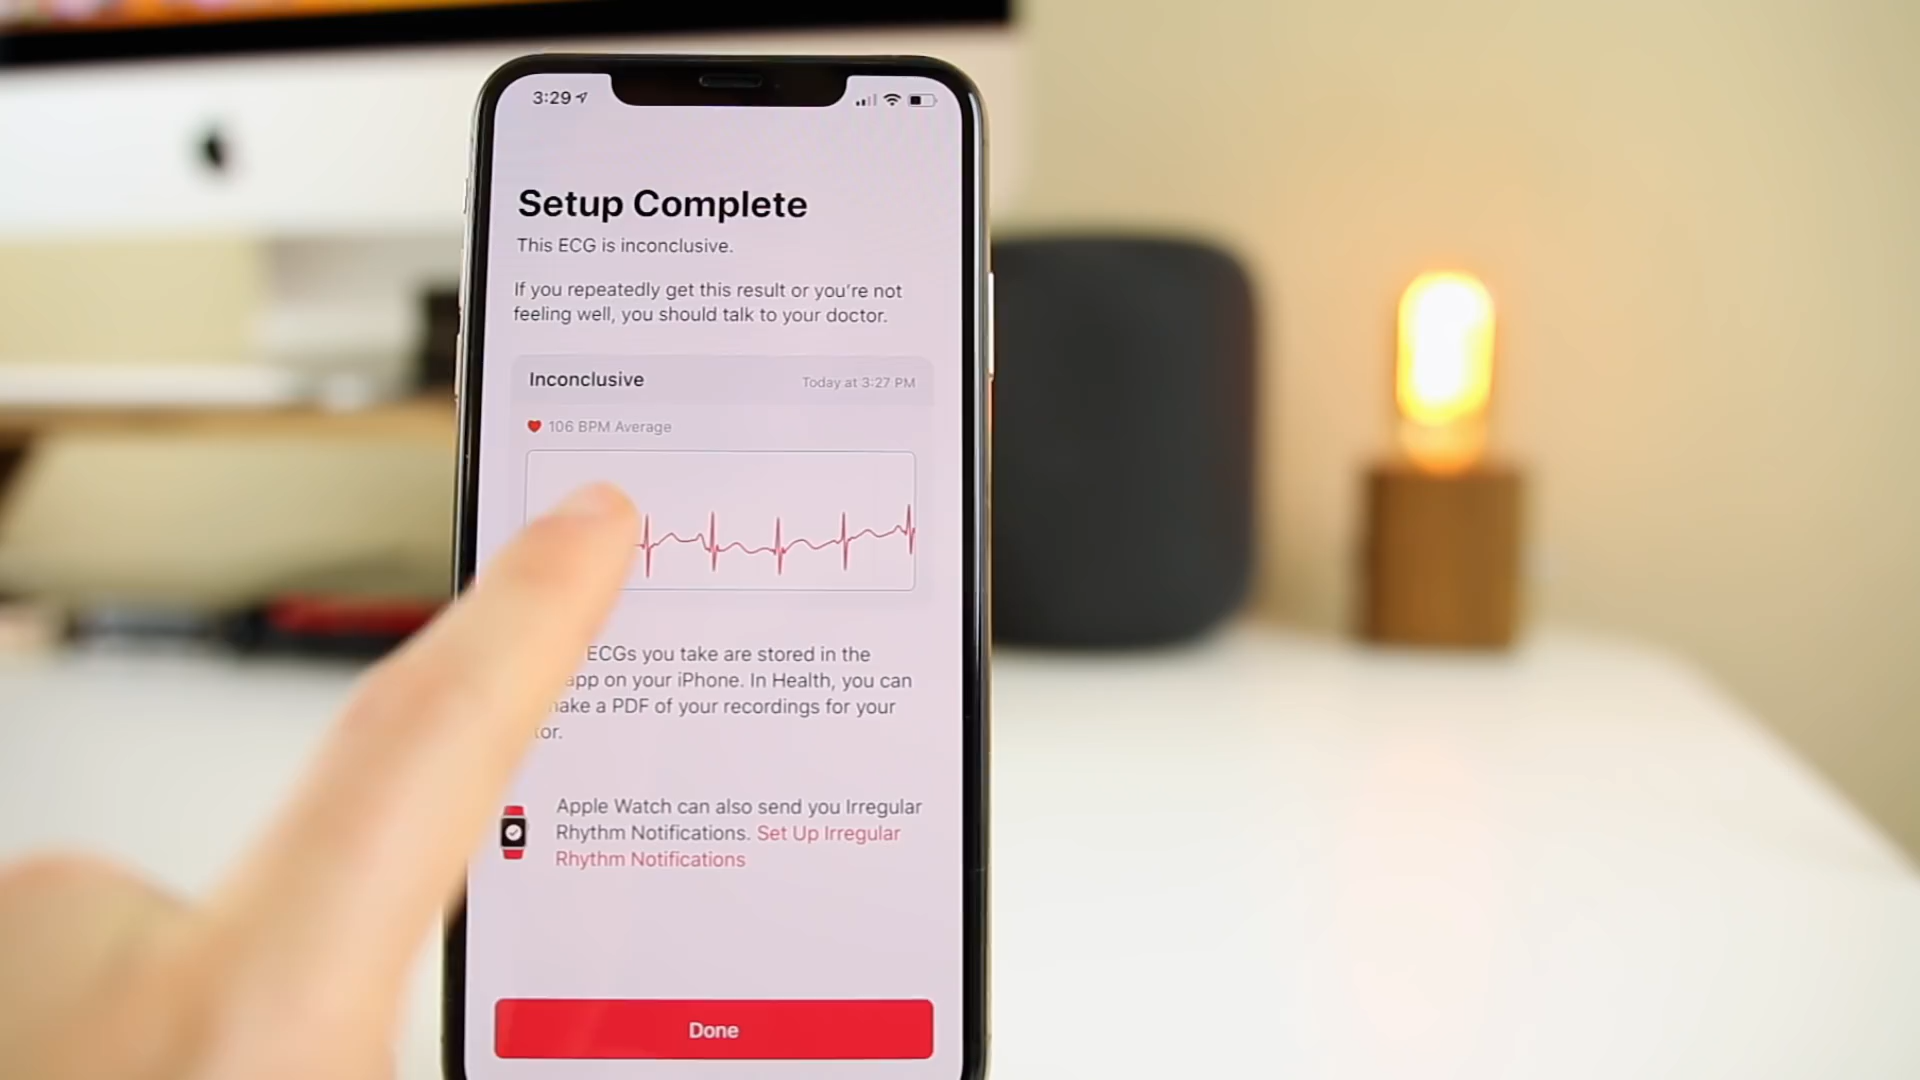 3:29
Setup Complete
This ECG is inconclusive.
If you repeatedly get this result or you're not
feeling well, you should talk to your doctor.
Inconclusive Today at 3:27 PM
106 BPM Average
ECGs you take are stored in the
app on your iPhone. In Health, you can
a PDF of your recordings for your
Apple Watch can also send you Irregular
Rhythm Notifications. Set Up Irregular
Rhythm Notifications
Done